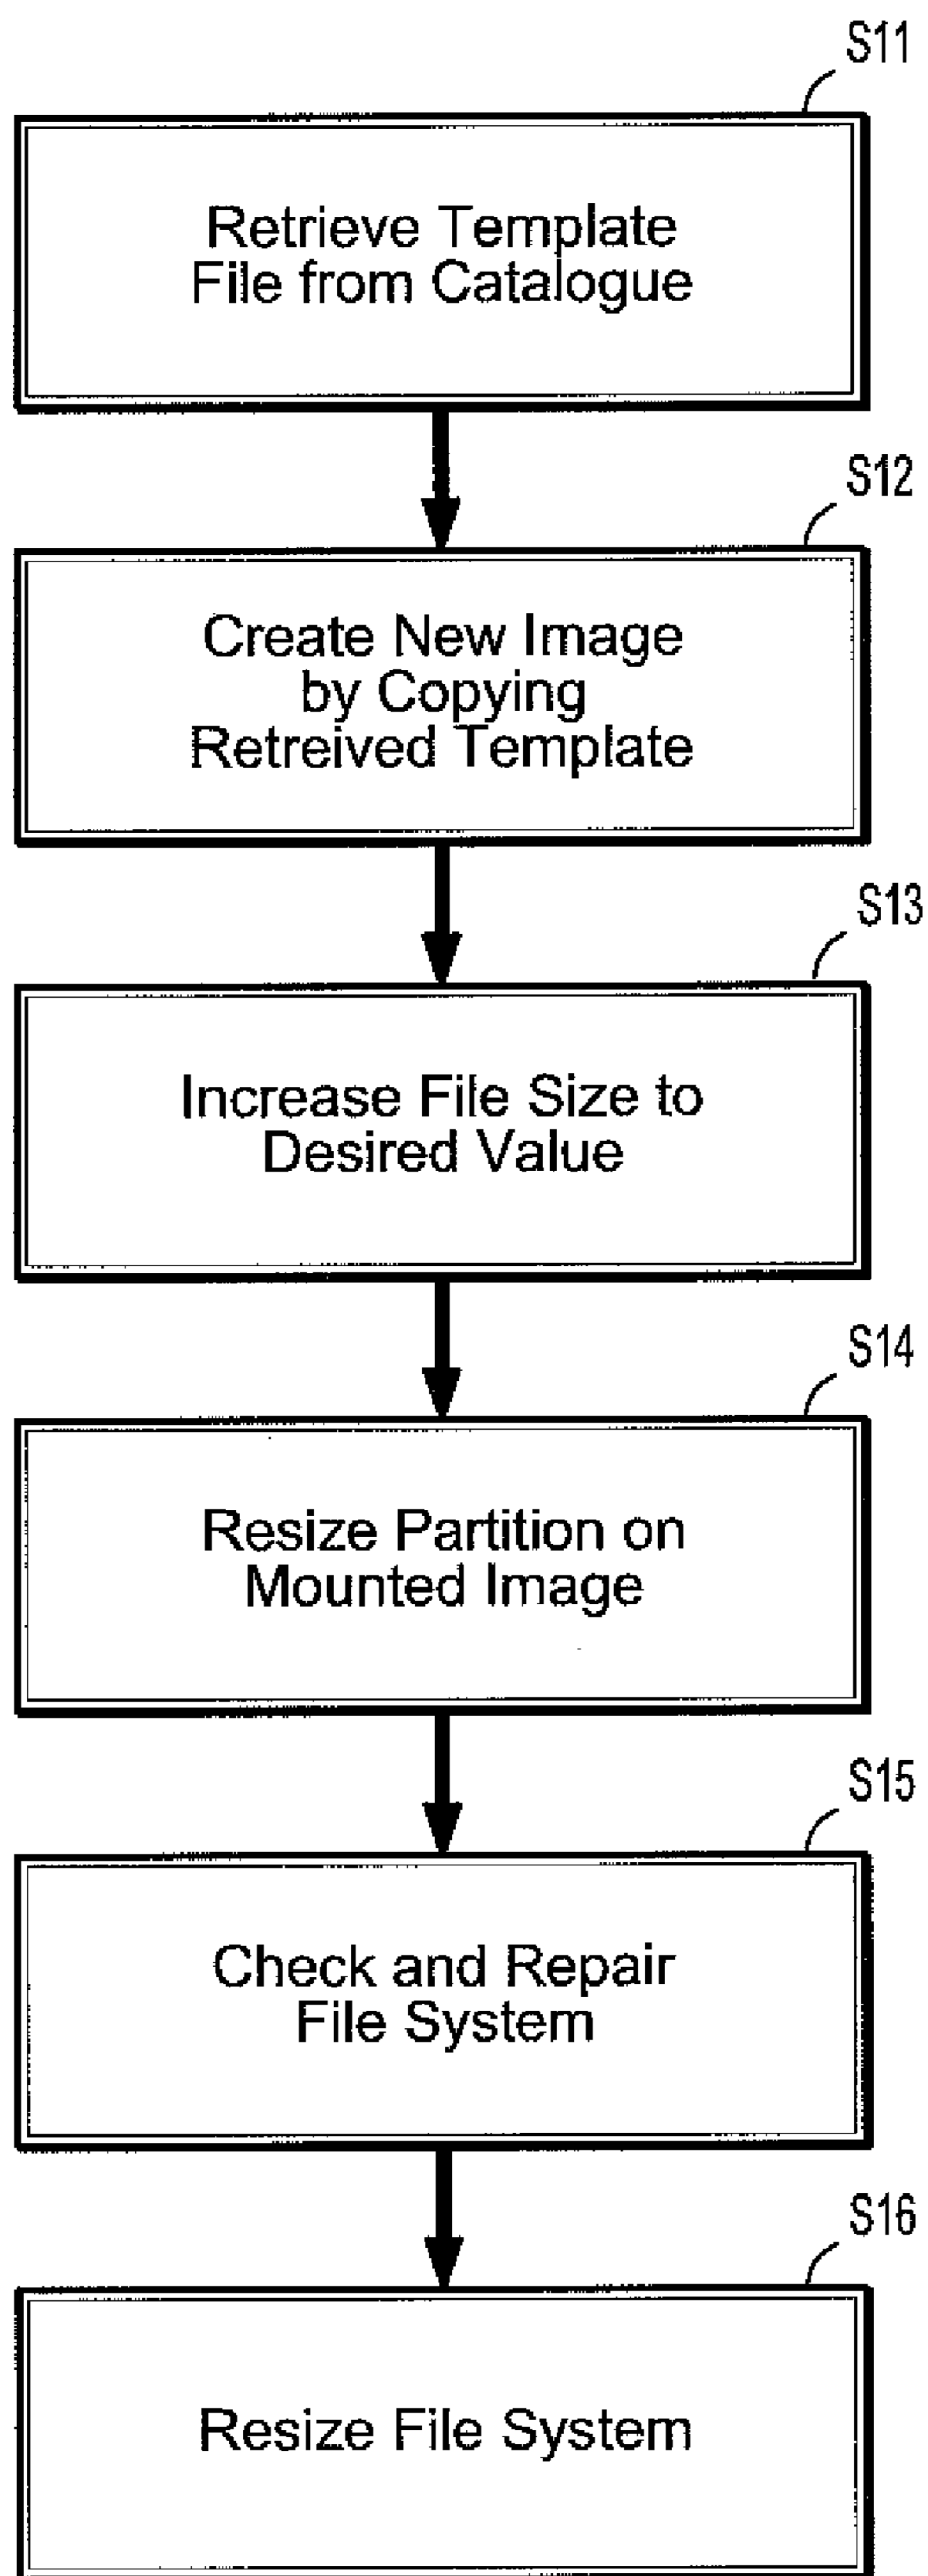 S11
Retrieve Template
File from Catalogue
S12
Create New Image
by Copying
Retreived Template
S13
Increase File Size to
Desired Value
S14
Resize Partition on
Mounted Image
S15
Check and Repair
File System
S16
Resize File System